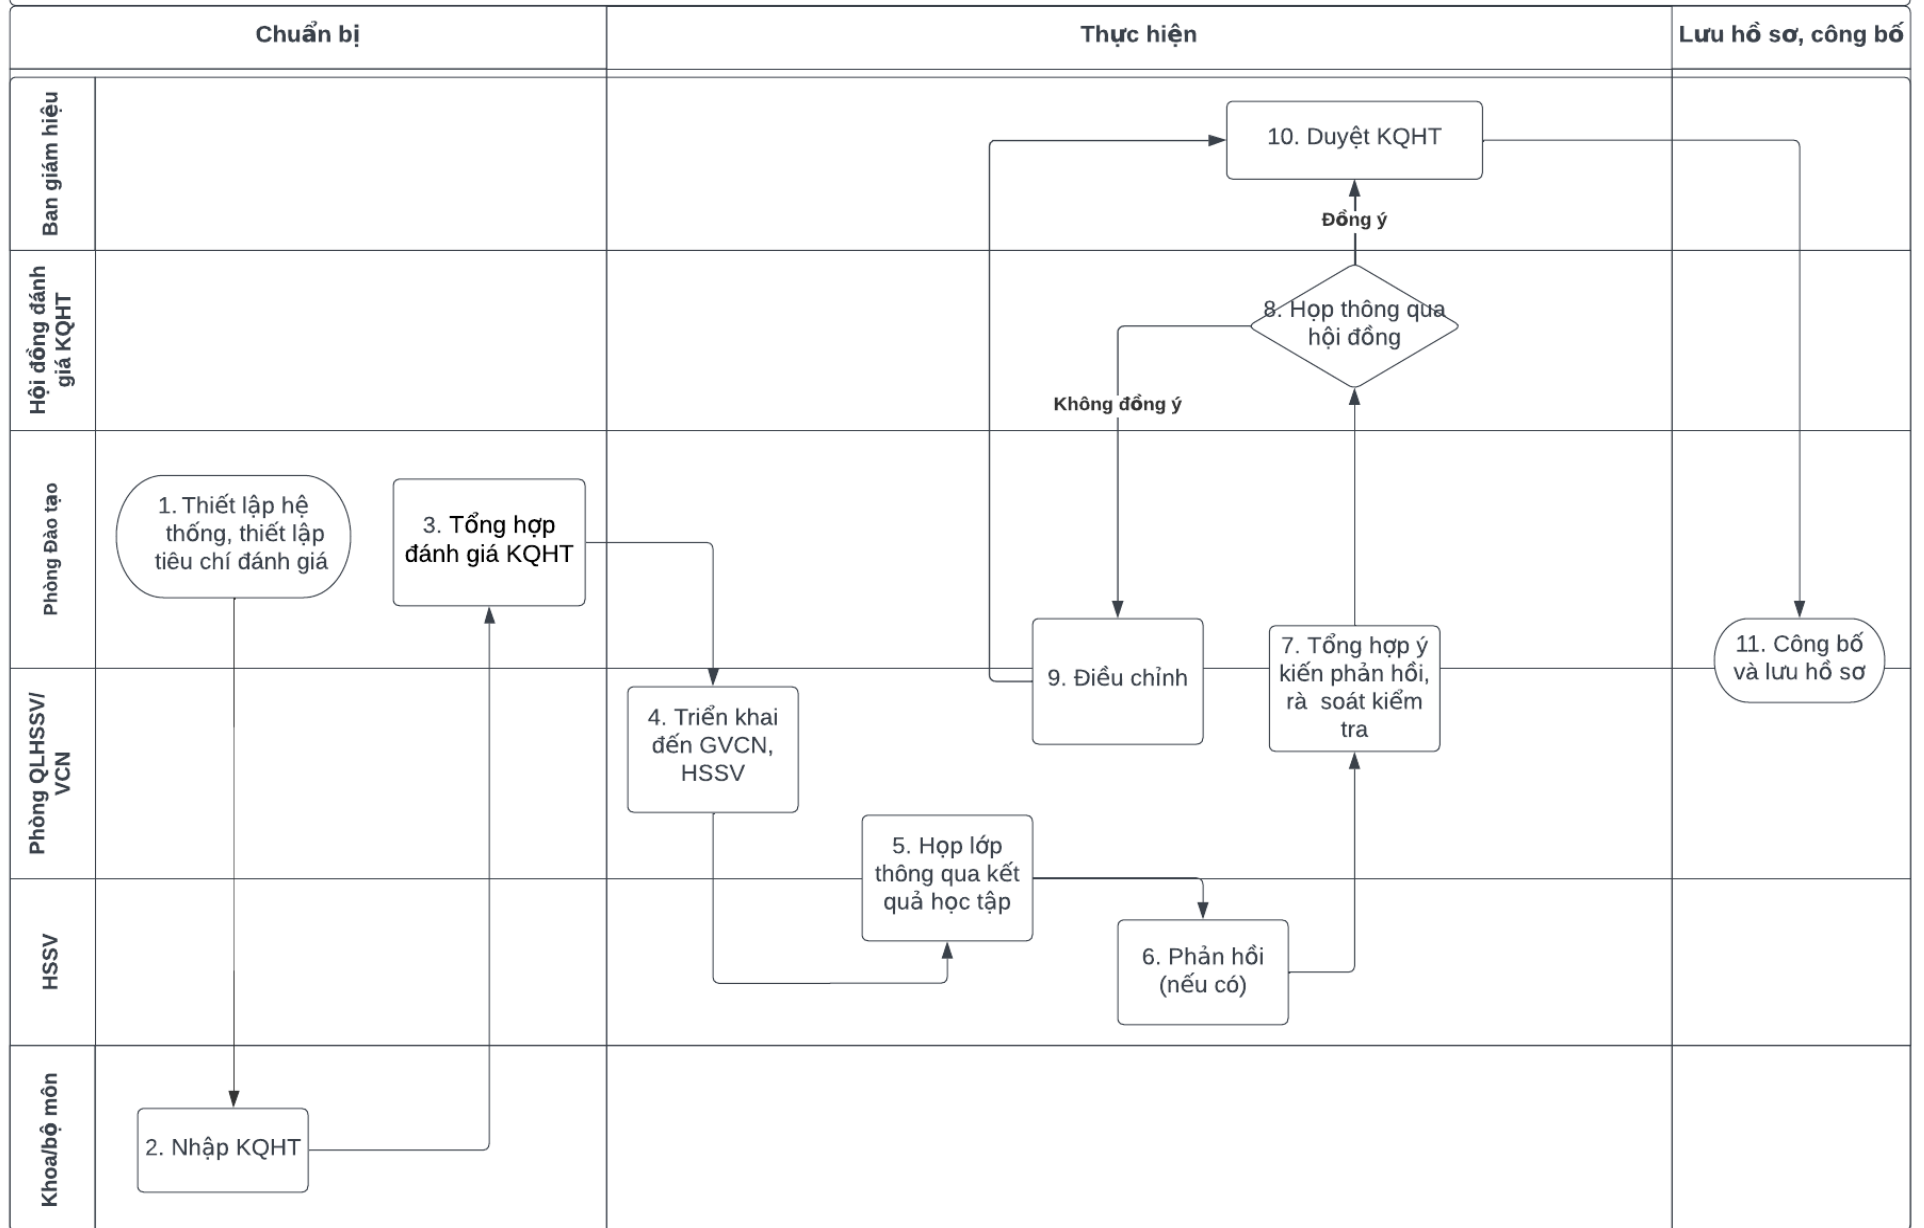 Chuẩn bị
Thực hiện
Lưu hồ sơ, công bố
Ban giám hiệu
10. Duyệt KQHT
Đồng ý
Hội đồng đánh
giá KQHT
8. Họp thông qua
hội đồng
Không đồng ý
Phòng Đào tạo
1. Thiết lập hệ
thống, thiết lập
tiêu chí đánh giá
3. Tổng hợp
đánh giá KQHT
9. Điều chỉnh
7. Tổng hợp ý
kiến phản hồi,
rà soát kiểm
tra
11. Công bố
và lưu hồ sơ
Phòng QLHSSV/
VCN
4. Triển khai
đến GVCN,
HSSV
5. Họp lớp
thông qua kết
quả học tập
HSSV
6. Phản hồi
(nếu có)
Khoa/bộ môn
2. Nhập KQHT